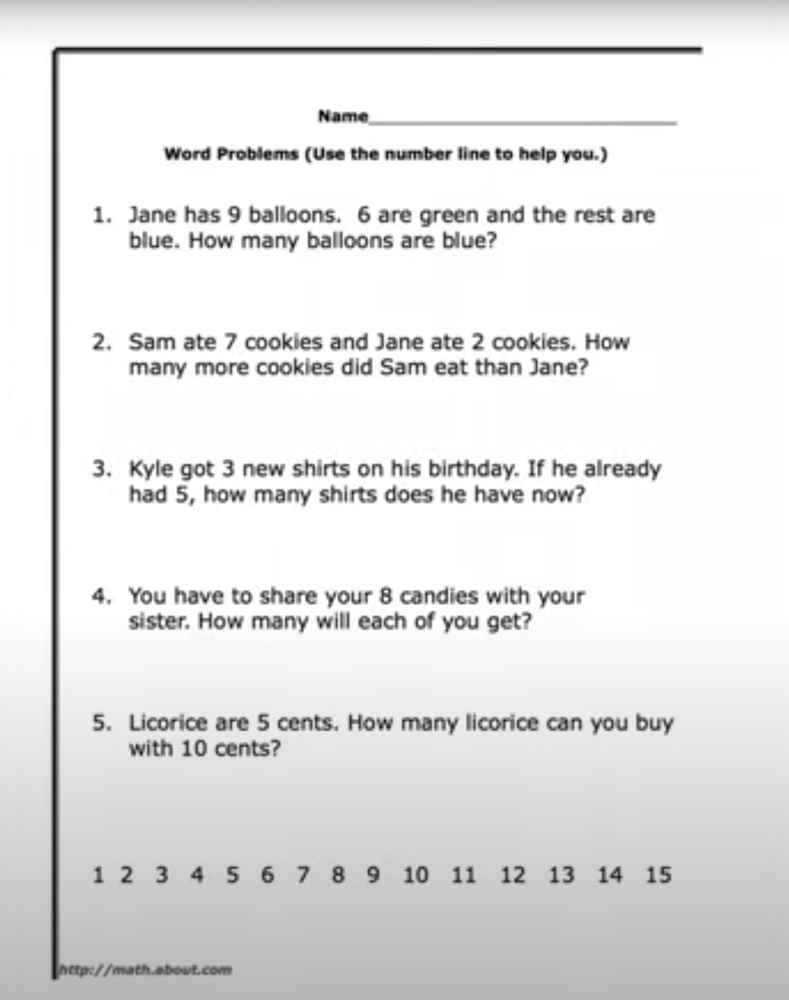 Name
Word Problems (Use the number line to help you.)
1. Jane has 9 balloons. 6 are green and the rest are
blue. How many balloons are blue?
2. Sam ate 7 cookies and Jane ate 2 cookies. How
many more cookies did Sam eat than Jane?
3. Kyle got 3 new shirts on his birthday. If he already
had 5, how many shirts does he have now?
4. You have to share your 8 candies with your
sister. How many will each of you get?
5. Licorice are 5 cents. How many licorice can you buy
with 10 cents?
1 2 3 4 5 6 7 8 9 10 11 12 13 14 15
http://math.about.com